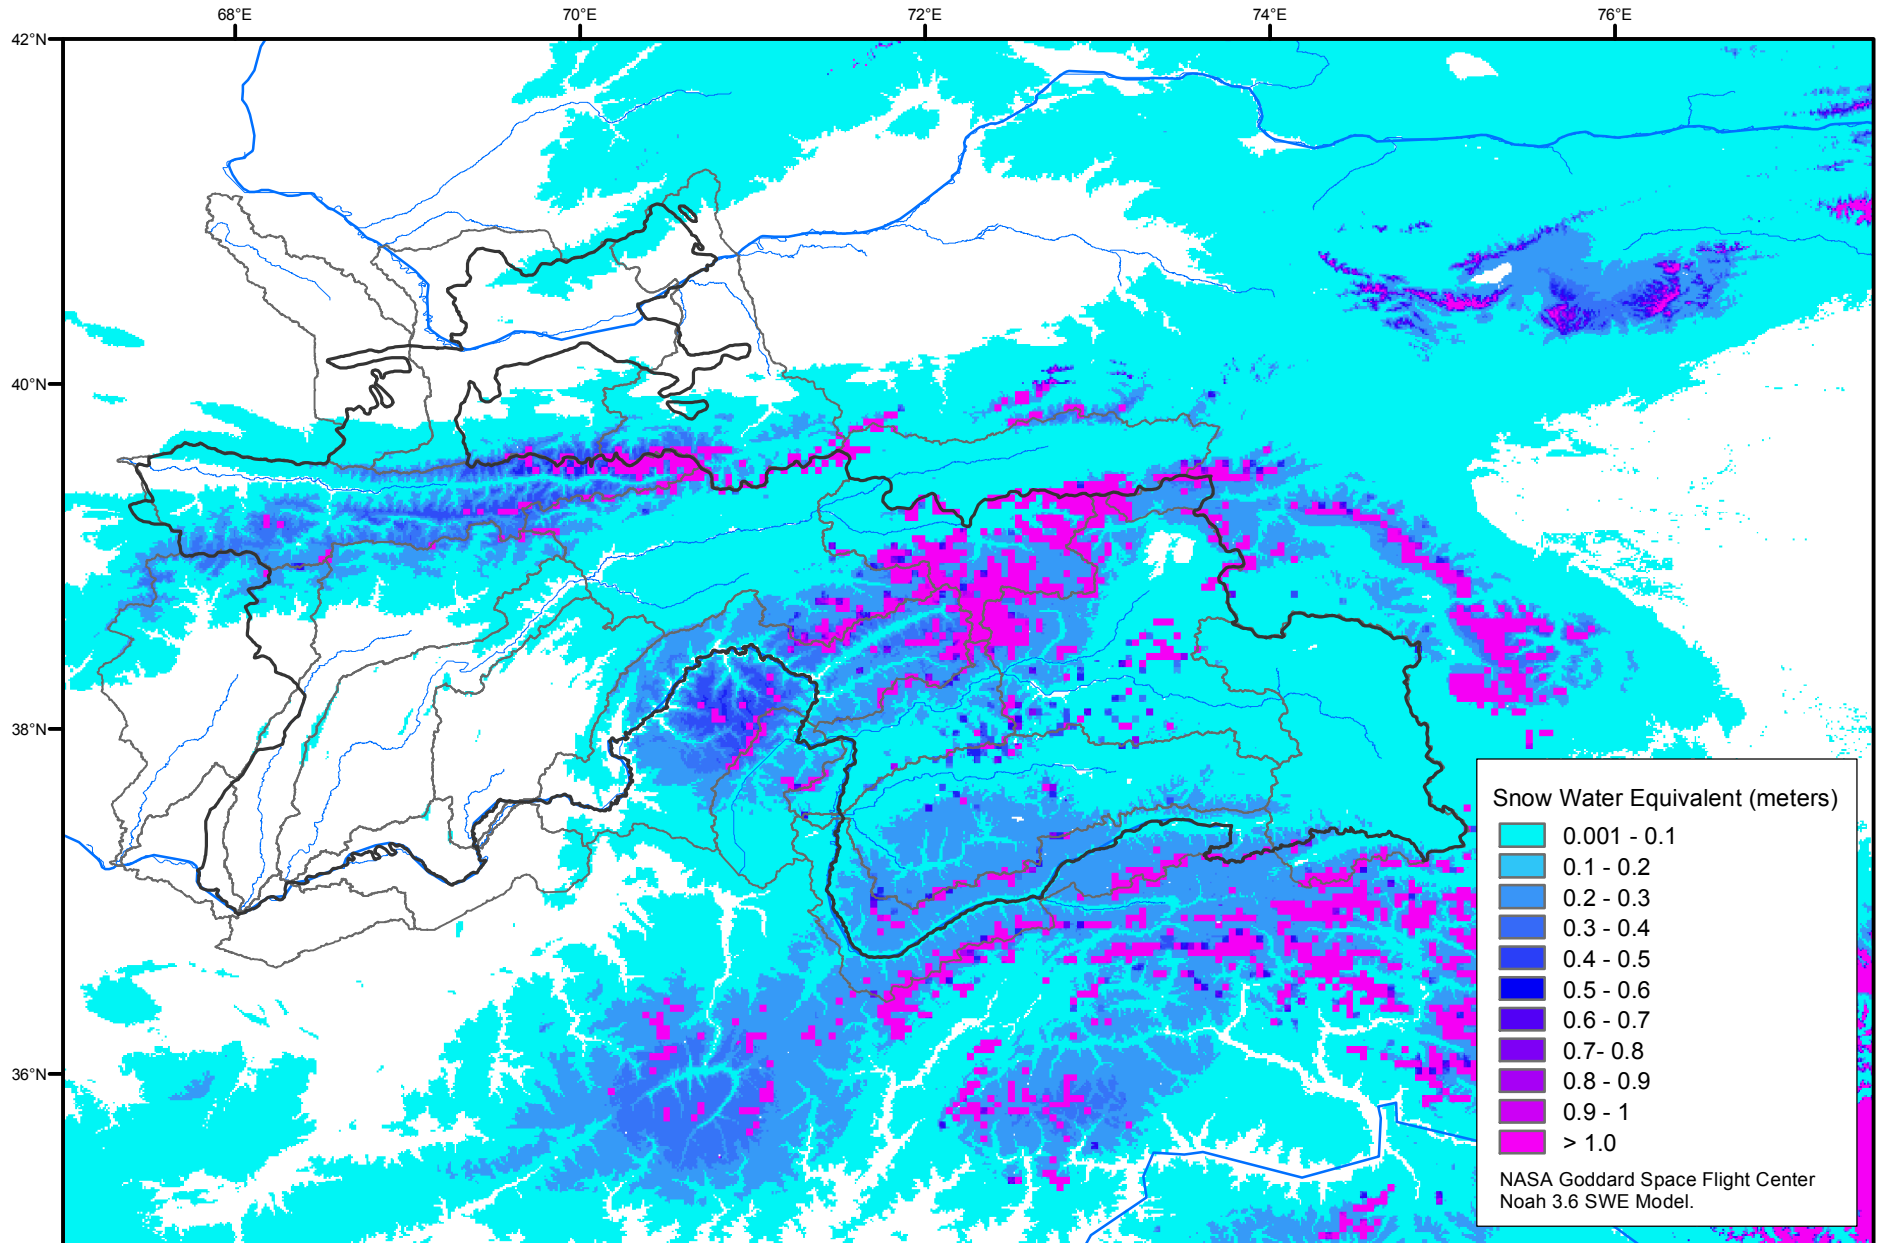 68°E 70°E 72°E 74°E 76°E
42°N
40°N
38°N
36°N
Snow Water Equivalent (meters)
0.001 - 0.1
0.1 - 0.2
0.2 - 0.3
0.3 - 0.4
0.4 - 0.5
0.5 - 0.6
0.6 - 0.7
0.7- 0.8
0.8 - 0.9
0.9 - 1
> 1.0
NASA Goddard Space Flight Center
Noah 3.6 SWE Model.